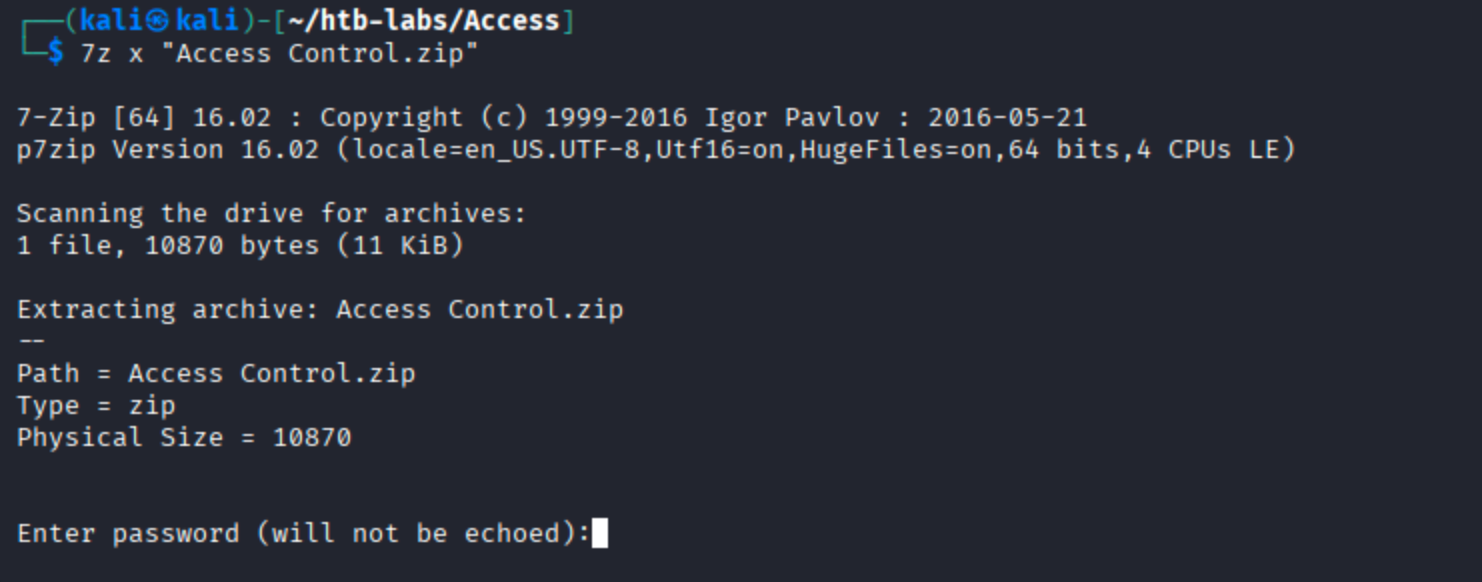 ┌──(kali㉿kali)-[~/htb-labs/Access]
└─$ 7z x "Access Control.zip"
7-Zip [64] 16.02 : Copyright (c) 1999-2016 Igor Pavlov : 2016-05-21
p7zip Version 16.02 (locale=en_US.UTF-8,Utf16=on,HugeFiles=on,64 bits,4 CPUs LE)
Scanning the drive for archives:
1 file, 10870 bytes (11 KiB)
Extracting archive: Access Control.zip
--
Path = Access Control.zip
Type = zip
Physical Size = 10870
Enter password (will not be echoed):